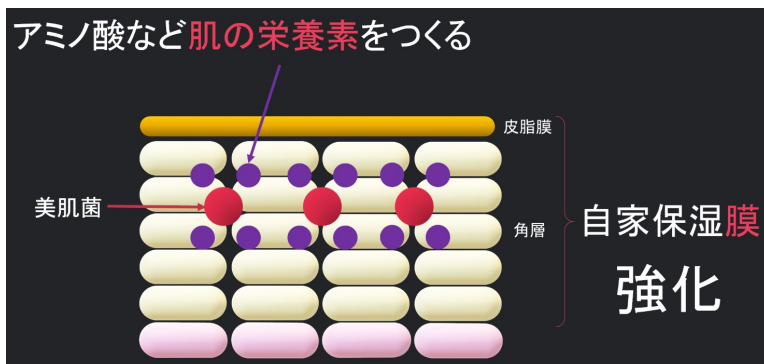 アミノ酸など肌の栄養素をつくる
皮脂膜
美肌菌
角層
自家保湿膜
強化